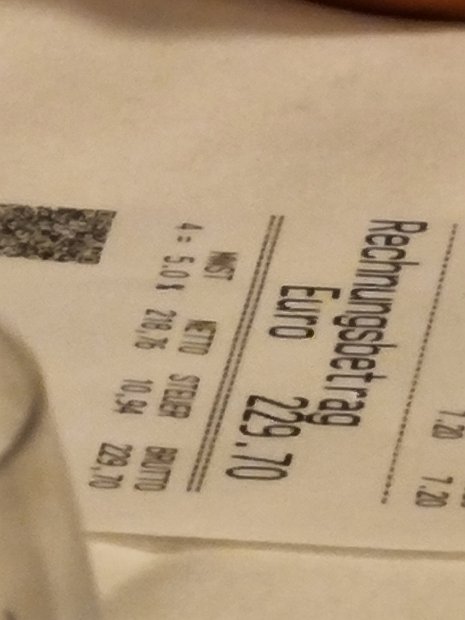 7.20 7.20
Rechnungsbetrag
Euro 229.70
MWST NETTO STEUER BRUTTO
4 = 5.0 % 218,76 10,94 229,70